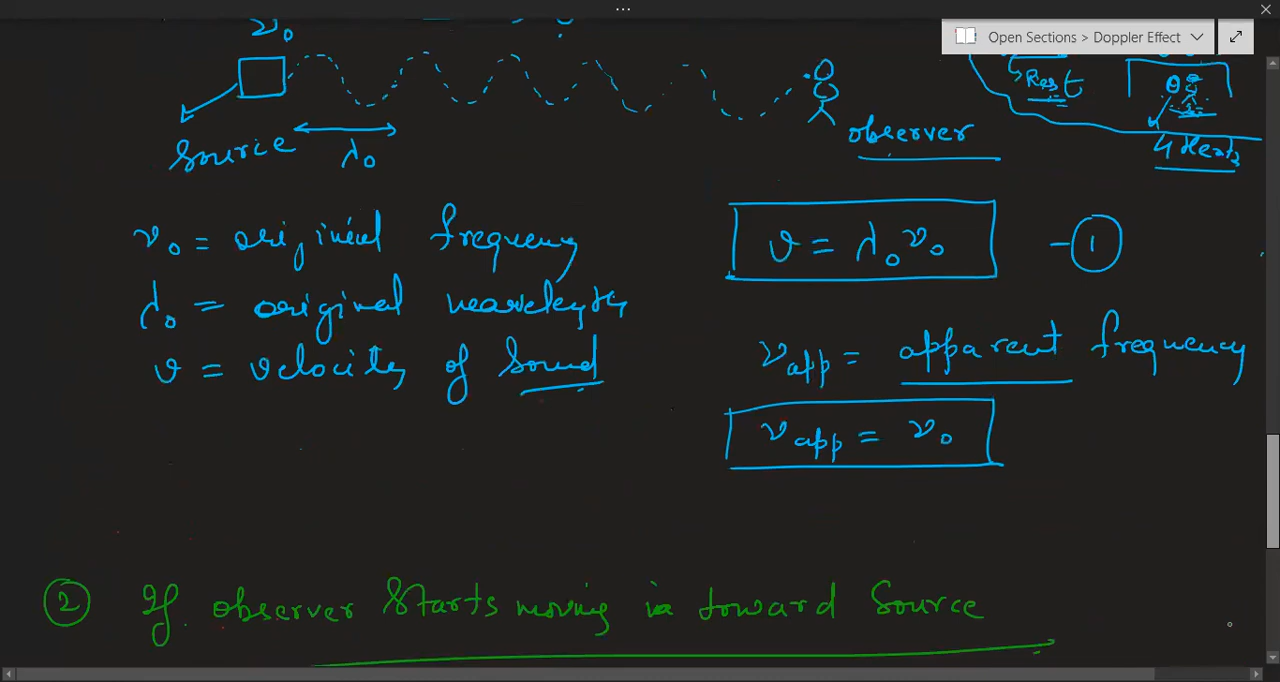 Open Sections > Doppler Effect
ν₀
Rest
Source
λ₀
observer
4 Hertz
ν₀ = original frequency
v = λ₀ν₀ -①
λ₀ = original wavelength
ν_app = apparent frequency
v = velocity of Sound
ν_app = ν₀
② If observer starts moving in toward Source